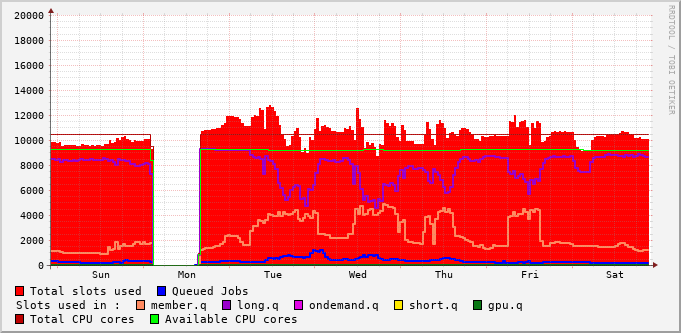 20000
18000
16000
14000
12000
10000
8000
6000
4000
2000
0
Sun Mon Tue Wed Thu Fri Sat
Total slots used Queued Jobs
Slots used in : member.q long.q ondemand.q short.q gpu.q
Total CPU cores Available CPU cores
RRDTOOL / TOBI OETIKER